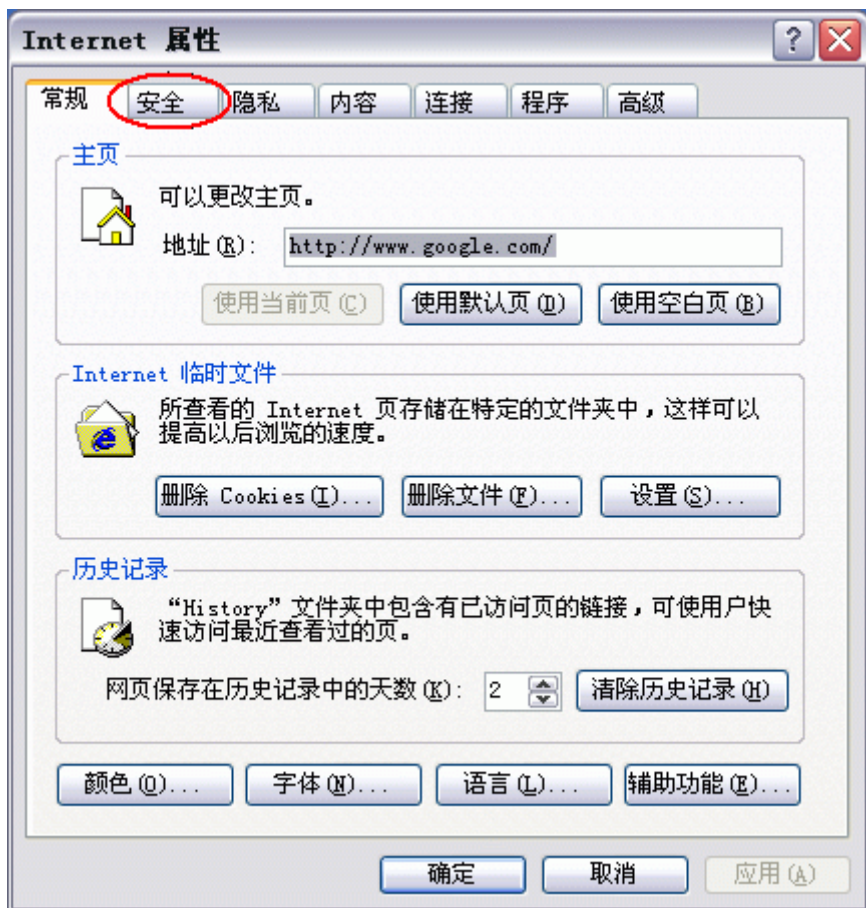 Internet 属性
常规 安全 隐私 内容 连接 程序 高级
主页
可以更改主页。
地址(R): http://www.google.com/
使用当前页(C) 使用默认页(D) 使用空白页(B)
Internet 临时文件
所查看的 Internet 页存储在特定的文件夹中，这样可以
提高以后浏览的速度。
删除 Cookies(I)... 删除文件(F)... 设置(S)...
历史记录
“History”文件夹中包含有已访问页的链接，可使用户快
速访问最近查看过的页。
网页保存在历史记录中的天数(K): 2 清除历史记录(H)
颜色(O)... 字体(N)... 语言(L)... 辅助功能(E)...
确定 取消 应用(A)